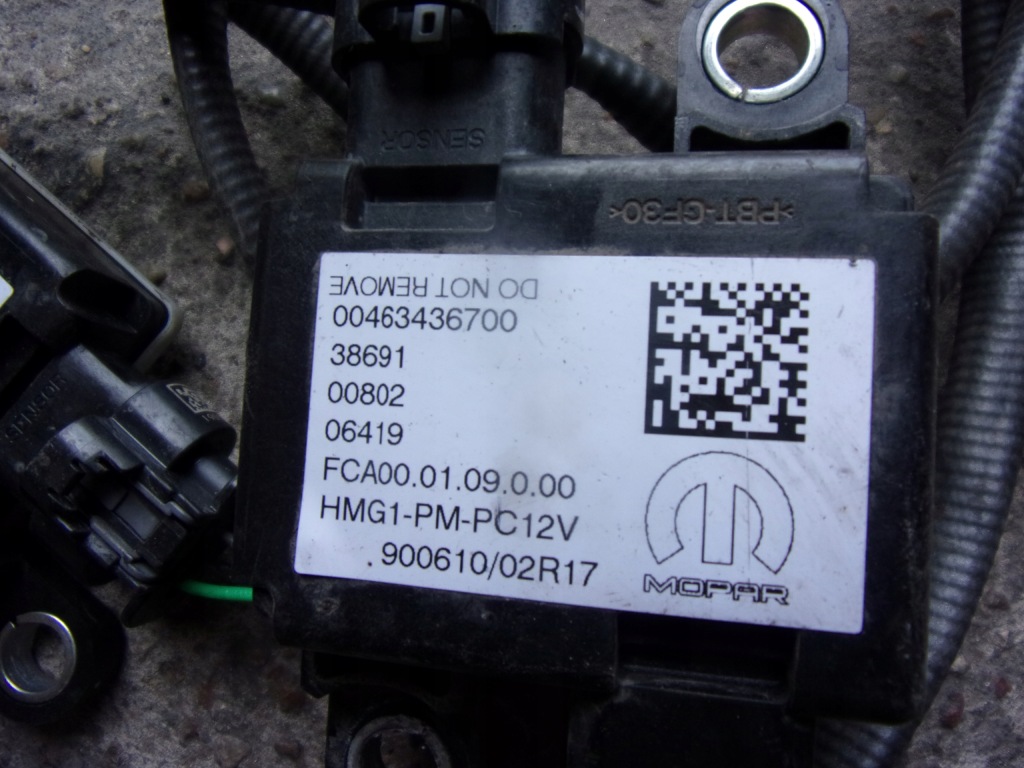 SENSOR
>PBT-GF30<
DO NOT REMOVE
00463436700
38691
00802
06419
FCA00.01.09.0.00
HMG1-PM-PC12V
.900610/02R17
MOPAR
SENSOR